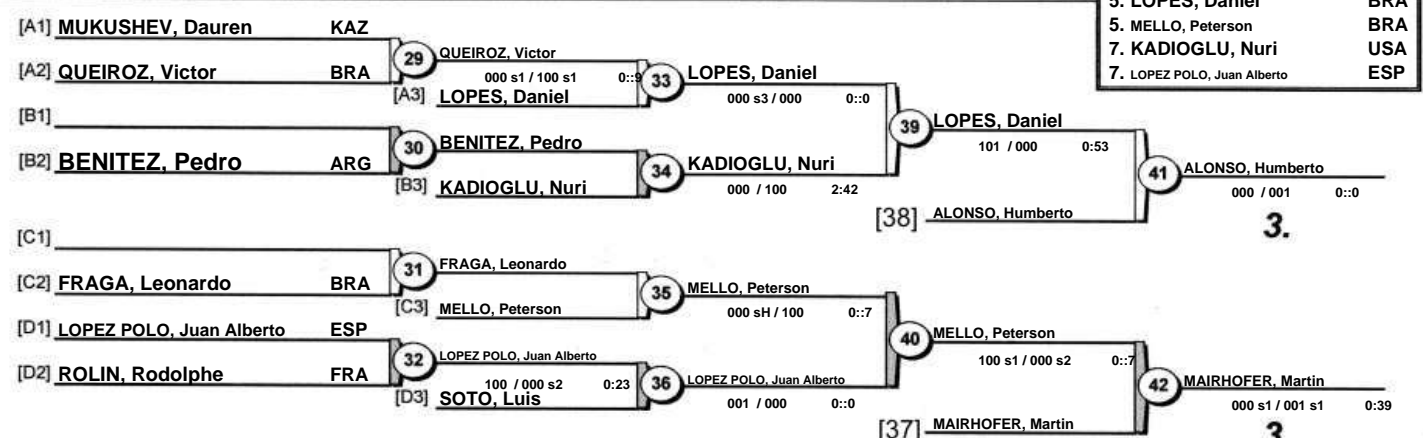 5. LOPES, Daniel BRA
5. MELLO, Peterson BRA
7. KADIOGLU, Nuri USA
7. LOPEZ POLO, Juan Alberto ESP
[A1] MUKUSHEV, Dauren KAZ
29
QUEIROZ, Victor
[A2] QUEIROZ, Victor BRA
000 s1 / 100 s1 0::9
33
LOPES, Daniel
[A3] LOPES, Daniel
000 s3 / 000 0::0
[B1]
39
LOPES, Daniel
30
BENITEZ, Pedro
101 / 000 0:53
[B2] BENITEZ, Pedro ARG
34
KADIOGLU, Nuri
41
ALONSO, Humberto
[B3] KADIOGLU, Nuri
000 / 100 2:42
000 / 001 0::0
[38] ALONSO, Humberto
3.
[C1]
31
FRAGA, Leonardo
[C2] FRAGA, Leonardo BRA
35
MELLO, Peterson
[C3] MELLO, Peterson
000 sH / 100 0::7
[D1] LOPEZ POLO, Juan Alberto ESP
40
MELLO, Peterson
32
LOPEZ POLO, Juan Alberto
100 s1 / 000 s2 0::7
[D2] ROLIN, Rodolphe FRA
100 / 000 s2 0:23
36
LOPEZ POLO, Juan Alberto
42
MAIRHOFER, Martin
[D3] SOTO, Luis
001 / 000 0::0
000 s1 / 001 s1 0:39
[37] MAIRHOFER, Martin
3